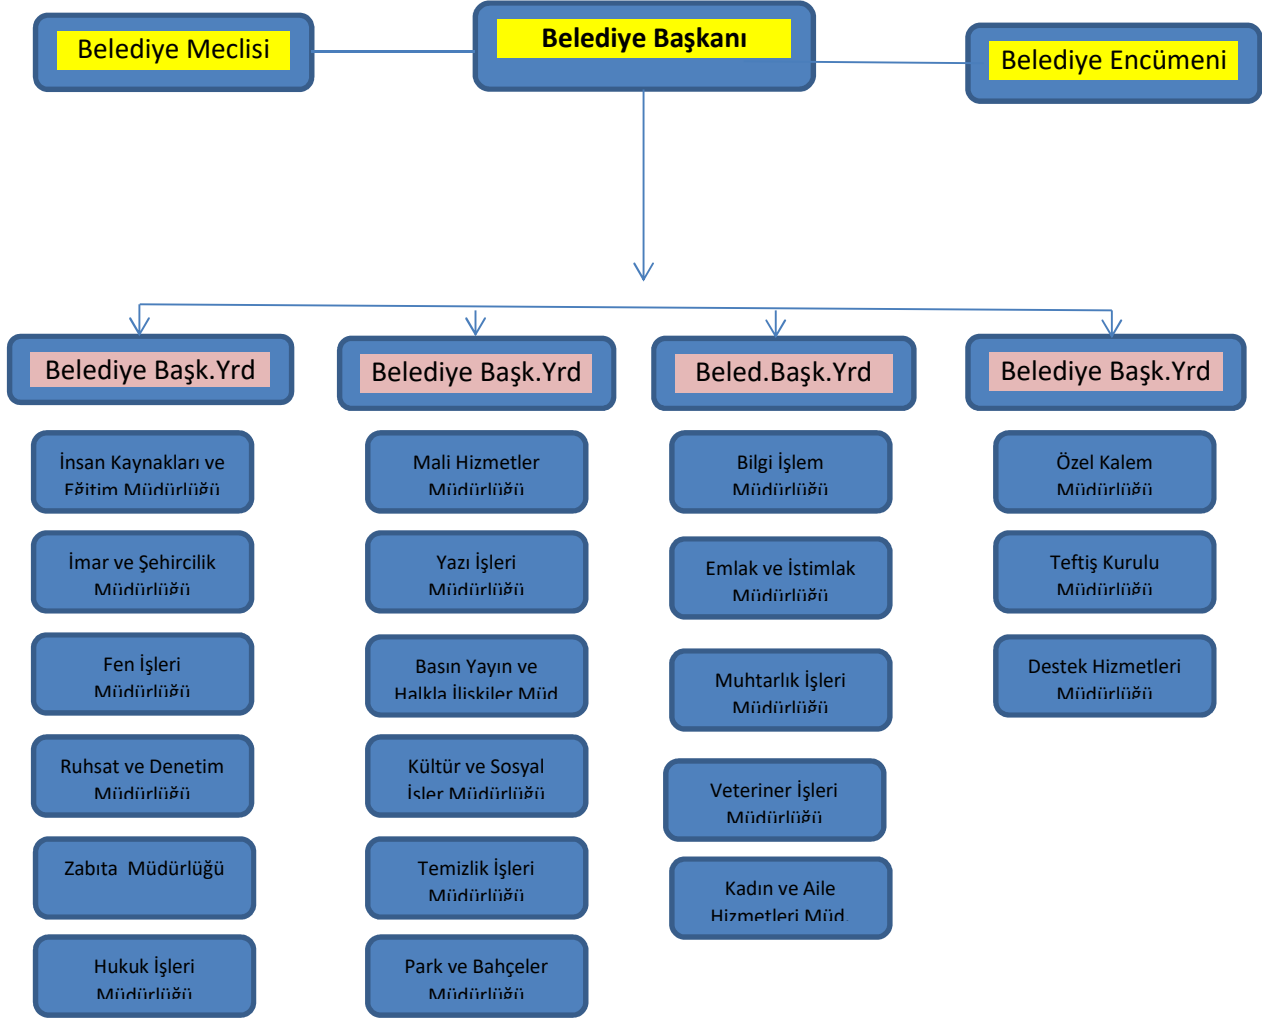 Belediye Meclisi
Belediye Başkanı
Belediye Encümeni
Belediye Başk.Yrd
Belediye Başk.Yrd
Beled.Başk.Yrd
Belediye Başk.Yrd
İnsan Kaynakları ve
Eğitim Müdürlüğü
İmar ve Şehircilik
Müdürlüğü
Fen İşleri
Müdürlüğü
Ruhsat ve Denetim
Müdürlüğü
Zabıta  Müdürlüğü
Hukuk İşleri
Müdürlüğü
Mali Hizmetler
Müdürlüğü
Yazı İşleri
Müdürlüğü
Basın Yayın ve
Halkla İlişkiler Müd
Kültür ve Sosyal
İşler Müdürlüğü
Temizlik İşleri
Müdürlüğü
Park ve Bahçeler
Müdürlüğü
Bilgi İşlem
Müdürlüğü
Emlak ve İstimlak
Müdürlüğü
Muhtarlık İşleri
Müdürlüğü
Veteriner İşleri
Müdürlüğü
Kadın ve Aile
Hizmetleri Müd.
Özel Kalem
Müdürlüğü
Teftiş Kurulu
Müdürlüğü
Destek Hizmetleri
Müdürlüğü